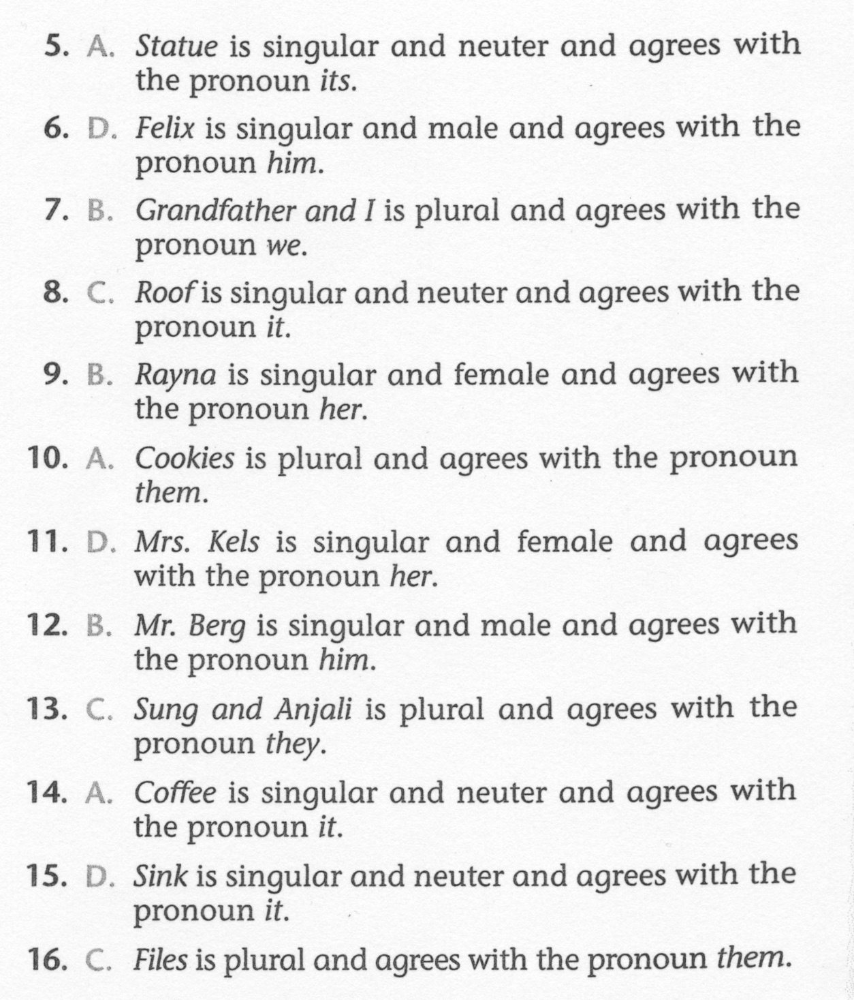 5. A. Statue is singular and neuter and agrees with
the pronoun its.
6. D. Felix is singular and male and agrees with the
pronoun him.
7. B. Grandfather and I is plural and agrees with the
pronoun we.
8. C. Roof is singular and neuter and agrees with the
pronoun it.
9. B. Rayna is singular and female and agrees with
the pronoun her.
10. A. Cookies is plural and agrees with the pronoun
them.
11. D. Mrs. Kels is singular and female and agrees
with the pronoun her.
12. B. Mr. Berg is singular and male and agrees with
the pronoun him.
13. C. Sung and Anjali is plural and agrees with the
pronoun they.
14. A. Coffee is singular and neuter and agrees with
the pronoun it.
15. D. Sink is singular and neuter and agrees with the
pronoun it.
16. C. Files is plural and agrees with the pronoun them.